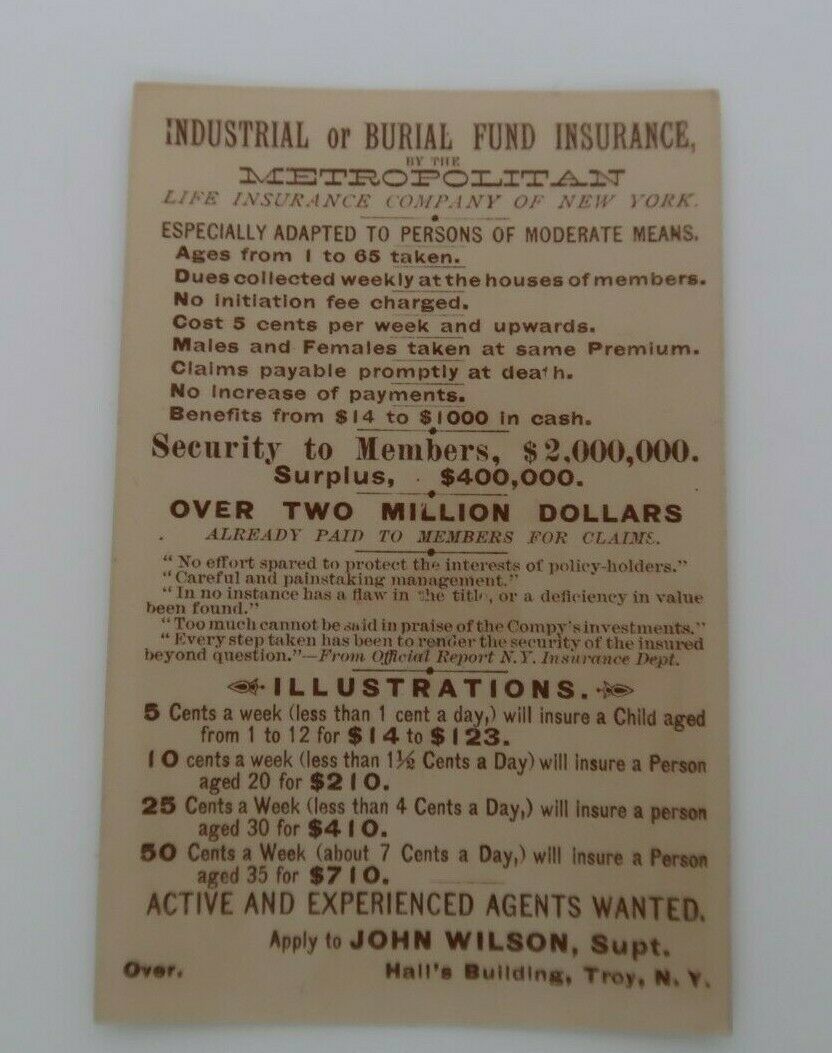 INDUSTRIAL or BURIAL FUND INSURANCE,
BY THE
METROPOLITAN
LIFE INSURANCE COMPANY OF NEW YORK.
ESPECIALLY ADAPTED TO PERSONS OF MODERATE MEANS.
Ages from 1 to 65 taken.
Dues collected weekly at the houses of members.
No initiation fee charged.
Cost 5 cents per week and upwards.
Males and Females taken at same Premium.
Claims payable promptly at death.
No increase of payments.
Benefits from $14 to $1000 in cash.
Security to Members, $2.000,000.
Surplus, $400,000.
OVER TWO MILLION DOLLARS
ALREADY PAID TO MEMBERS FOR CLAIMS.
"No effort spared to protect the interests of policy-holders."
"Careful and painstaking management."
"In no instance has a flaw in the title, or a deficiency in value
been found."
"Too much cannot be said in praise of the Compy's investments."
"Every step taken has been to render the security of the insured
beyond question."—From Official Report N.Y. Insurance Dept.
ILLUSTRATIONS.
5 Cents a week (less than 1 cent a day,) will insure a Child aged
from 1 to 12 for $14 to $123.
10 cents a week (less than 1½ Cents a Day) will insure a Person
aged 20 for $210.
25 Cents a Week (less than 4 Cents a Day,) will insure a person
aged 30 for $410.
50 Cents a Week (about 7 Cents a Day,) will insure a Person
aged 35 for $710.
ACTIVE AND EXPERIENCED AGENTS WANTED.
Apply to JOHN WILSON, Supt.
Over. Hall's Building, Troy, N. Y.